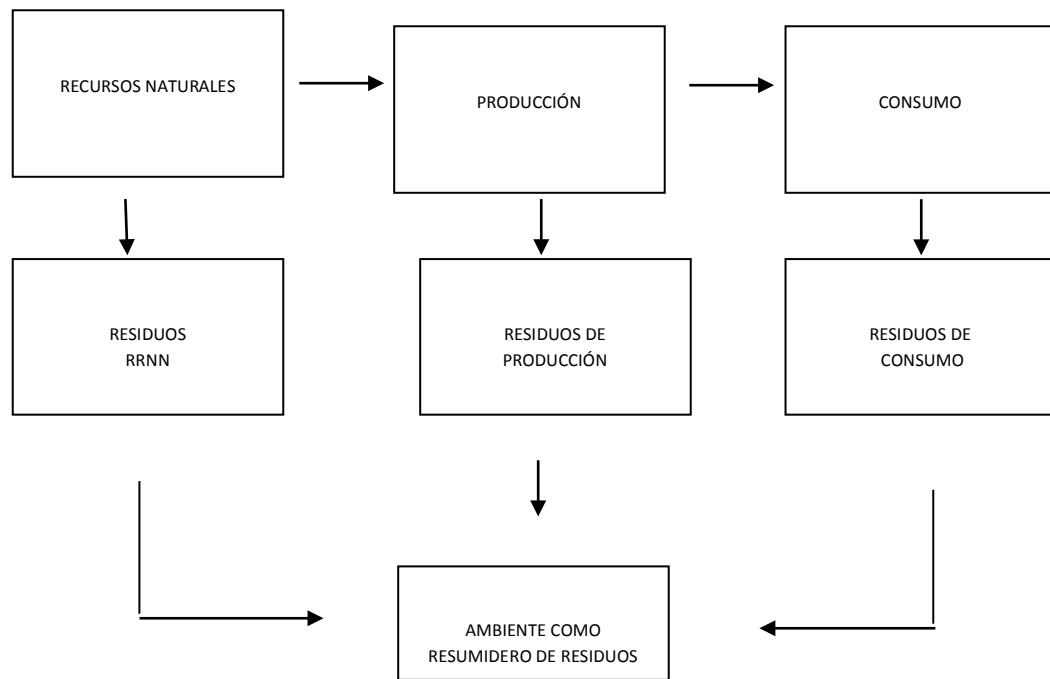 RECURSOS NATURALES
PRODUCCIÓN
CONSUMO
RESIDUOS
RRNN
RESIDUOS DE
PRODUCCIÓN
RESIDUOS DE
CONSUMO
AMBIENTE COMO
RESUMIDERO DE RESIDUOS